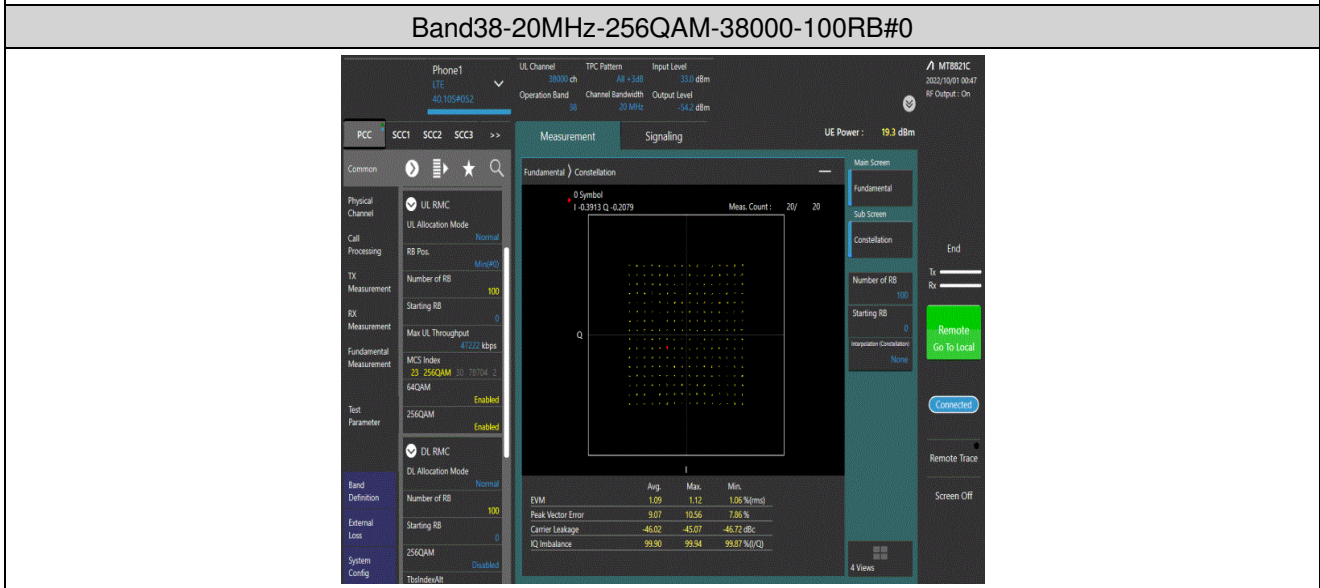 Band38-20MHz-256QAM-38000-100RB#0
Phone1
LTE
40.105#052
UL Channel TPC Pattern Input Level
38000 ch All +3dB 33.0 dBm
Operation Band Channel Bandwidth Output Level
38 20 MHz -54.2 dBm
MT8821C
2022/10/01 00:47
RF Output : On
PCC SCC1 SCC2 SCC3 >>
Measurement Signaling
UE Power : 19.3 dBm
Common
Physical
Channel
Call
Processing
TX
Measurement
RX
Measurement
Fundamental
Measurement
Test
Parameter
Band
Definition
External
Loss
System
Config
UL RMC
UL Allocation Mode
Normal
RB Pos.
Min(#0)
Number of RB
100
Starting RB
0
Max UL Throughput
47222 kbps
MCS Index
23 256QAM 30 78704 2
64QAM
Enabled
256QAM
Enabled
DL RMC
DL Allocation Mode
Normal
Number of RB
100
Starting RB
0
256QAM
Disabled
TbsIndexAlt
Fundamental 〉 Constellation
0 Symbol
I -0.3913 Q -0.2079 Meas. Count : 20/ 20
Q
I
Avg. Max. Min.
EVM 1.09 1.12 1.06 %(rms)
Peak Vector Error 9.07 10.56 7.86 %
Carrier Leakage -46.02 -45.07 -46.72 dBc
IQ Imbalance 99.90 99.94 99.87 %(I/Q)
Main Screen
Fundamental
Sub Screen
Constellation
Number of RB
100
Starting RB
0
Interpolation (Constellation)
None
4 Views
End
Tx
Rx
Remote
Go To Local
Connected
Remote Trace
Screen Off